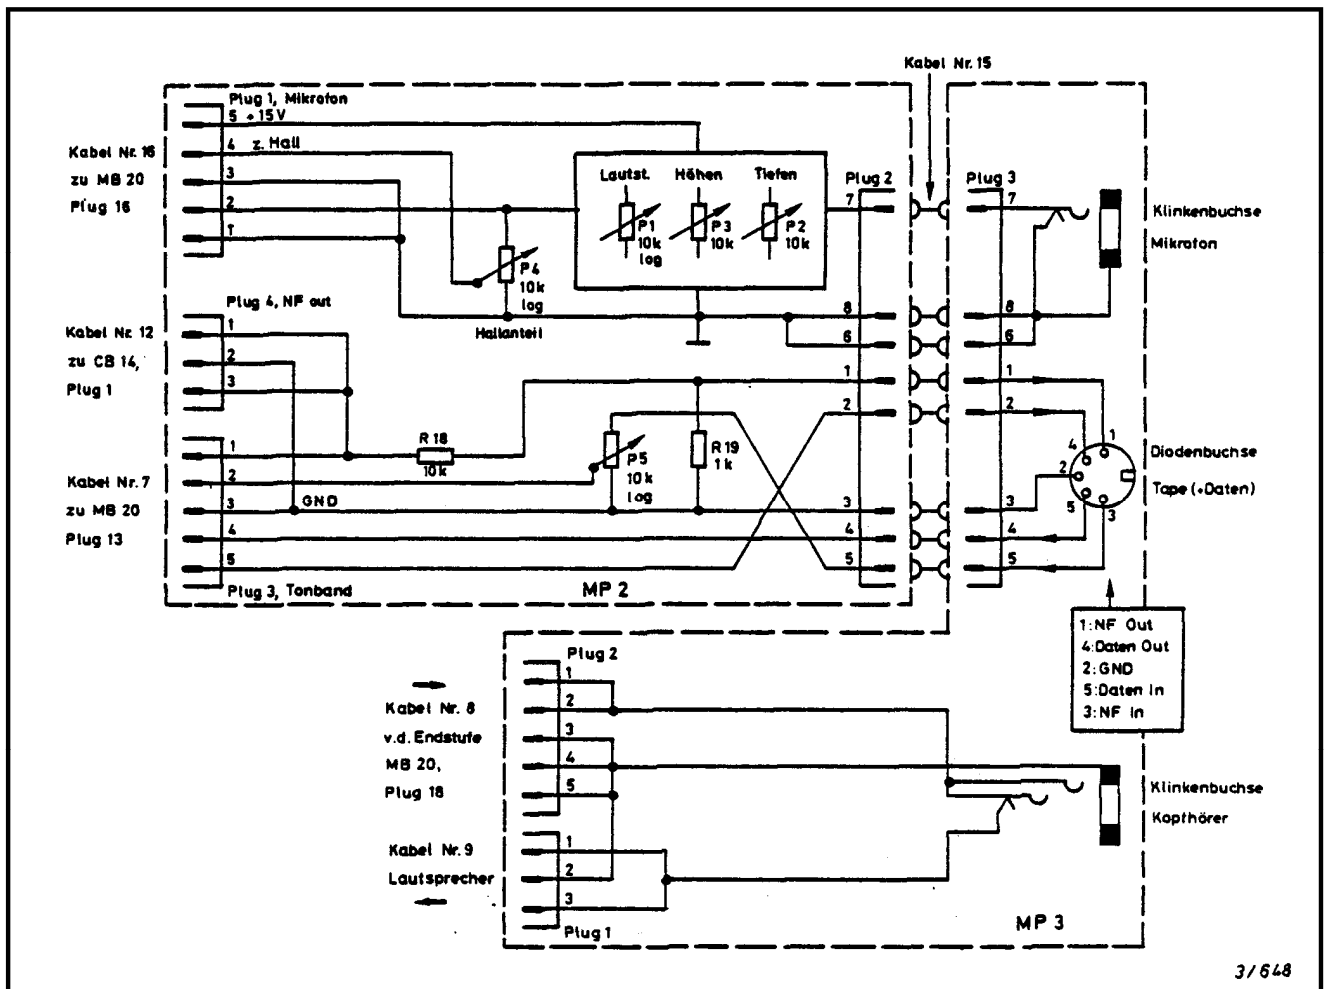 Kabel Nr. 15
Plug 1, Mikrofon
5 + 15V
Kabel Nr. 16
4 z. Hall
zu MB 20
3
Plug 16
2
1
Lautst. Höhen Tiefen
P1 10k log
P3 10k
P2 10k
P4 10k log
Hallanteil
Plug 2
7
8
6
1
2
3
4
5
Plug 3
7
8
6
1
2
3
4
5
Klinkenbuchse
Mikrofon
Plug 4, NF out
Kabel Nr. 12
zu CB 14,
Plug 1
1
2
3
R 18
10k
P5 10k log
R 19
1k
1
2
Kabel Nr. 7
3 GND
zu MB 20
4
Plug 13
5
Plug 3, Tonband
MP 2
4
1
2
5
3
Diodenbuchse
Tape (+Daten)
1: NF Out
4: Daten Out
2: GND
5: Daten In
3: NF In
Plug 2
1
2
3
4
5
Kabel Nr. 8
v.d. Endstufe
MB 20,
Plug 18
Kabel Nr. 9
Lautsprecher
1
2
3
Plug 1
Klinkenbuchse
Kopfhörer
MP 3
3/648